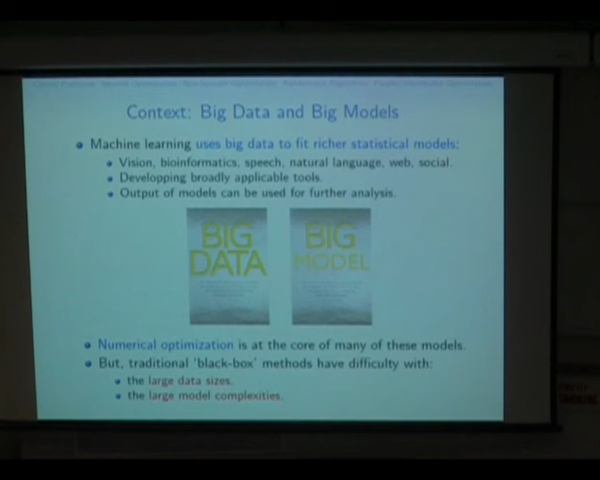 Context: Big Data and Big Models
Machine learning uses big data to fit richer statistical models:
Vision, bioinformatics, speech, natural language, web, social.
Developping broadly applicable tools.
Output of models can be used for further analysis.
BIG
DATA
BIG
MODEL
Numerical optimization is at the core of many of these models.
But, traditional 'black-box' methods have difficulty with:
the large data sizes.
the large model complexities.